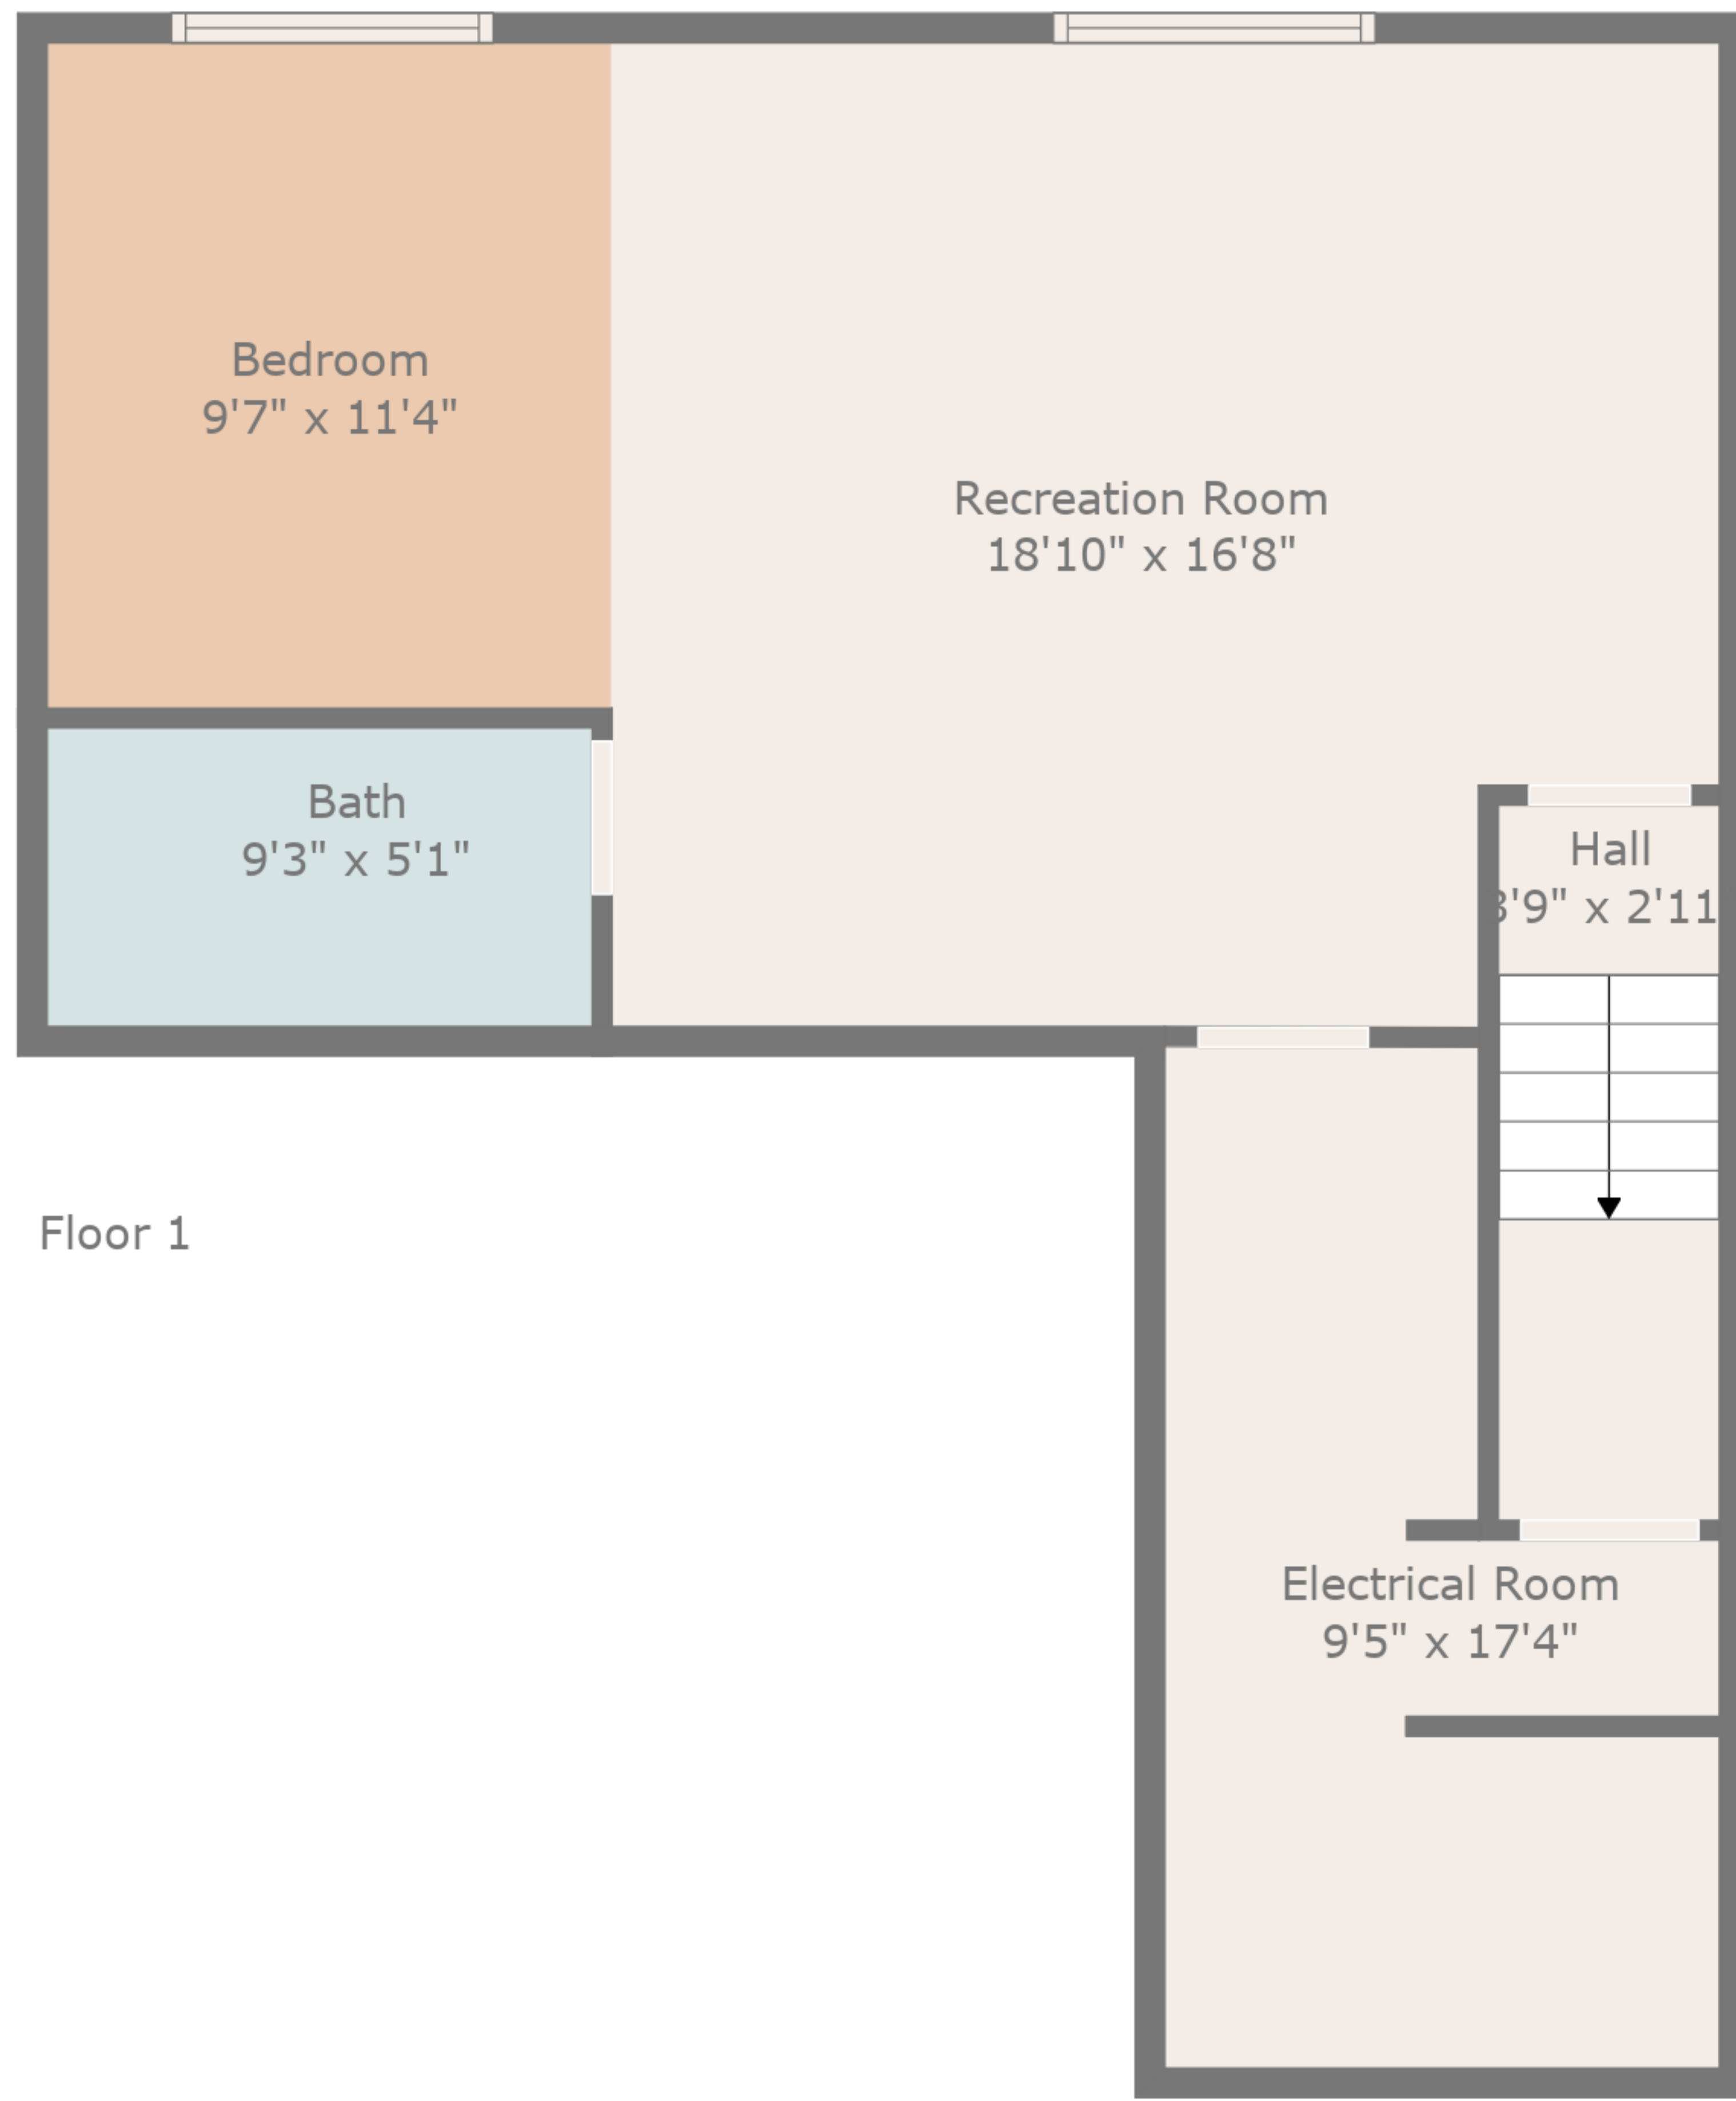 Bedroom
9'7" x 11'4"
Recreation Room
18'10" x 16'8"
Bath
9'3" x 5'1"
Hall
3'9" x 2'11
Floor 1
Electrical Room
9'5" x 17'4"